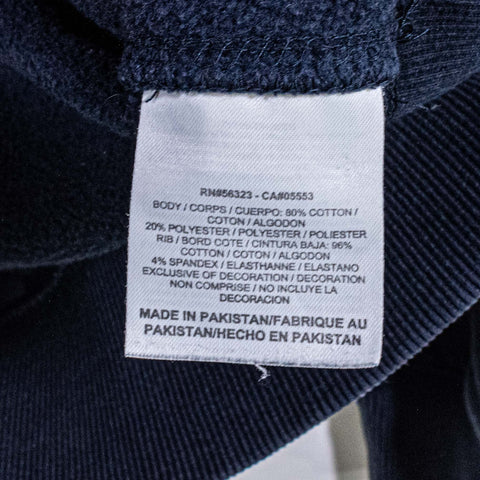 RN#56323 - CA#05553
BODY / CORPS / CUERPO: 80% COTTON /
COTON / ALGODON
20% POLYESTER / POLYESTER / POLIESTER
RIB / BORD COTE / CINTURA BAJA: 96%
COTTON / COTON / ALGODON
4% SPANDEX / ELASTHANNE / ELASTANO
EXCLUSIVE OF DECORATION / DECORATION
NON COMPRISE / NO INCLUYE LA
DECORACION
MADE IN PAKISTAN/FABRIQUE AU
PAKISTAN/HECHO EN PAKISTAN